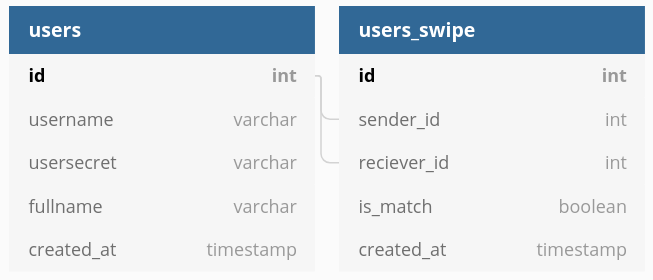 users
id int
username varchar
usersecret varchar
fullname varchar
created_at timestamp
users_swipe
id int
sender_id int
reciever_id int
is_match boolean
created_at timestamp